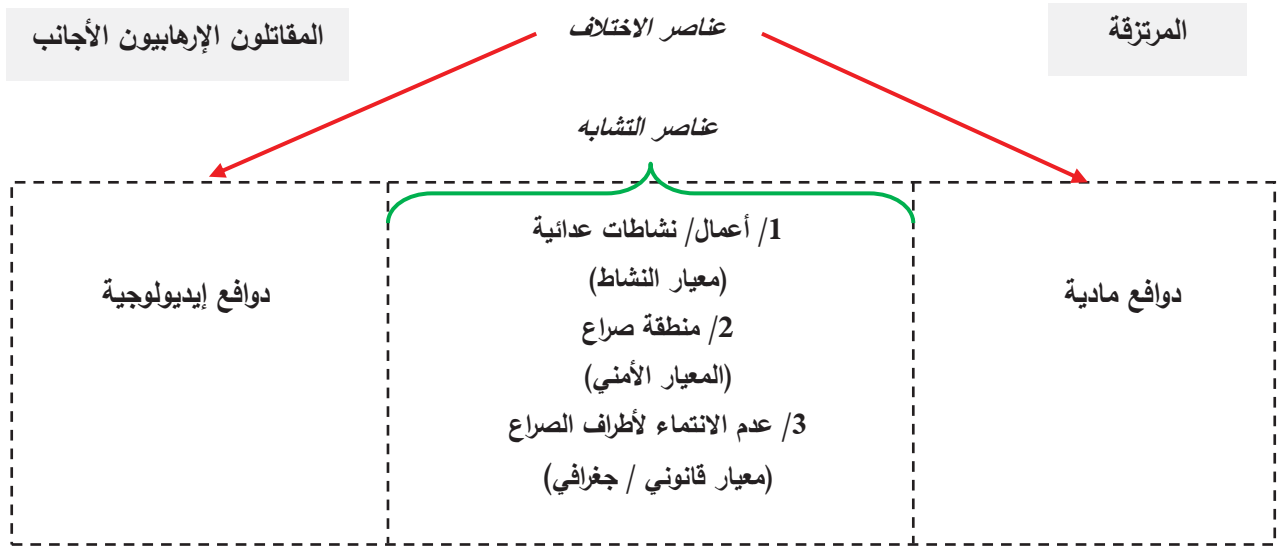 المرتزقة
عناصر الاختلاف
المقاتلون الإرهابيون الأجانب
عناصر التشابه
دوافع مادية
1/ أعمال/ نشاطات عدائية
(معيار النشاط)
2/ منطقة صراع
(المعيار الأمني)
3/ عدم الانتماء لأطراف الصراع
(معيار قانوني / جغرافي)
دوافع إيديولوجية